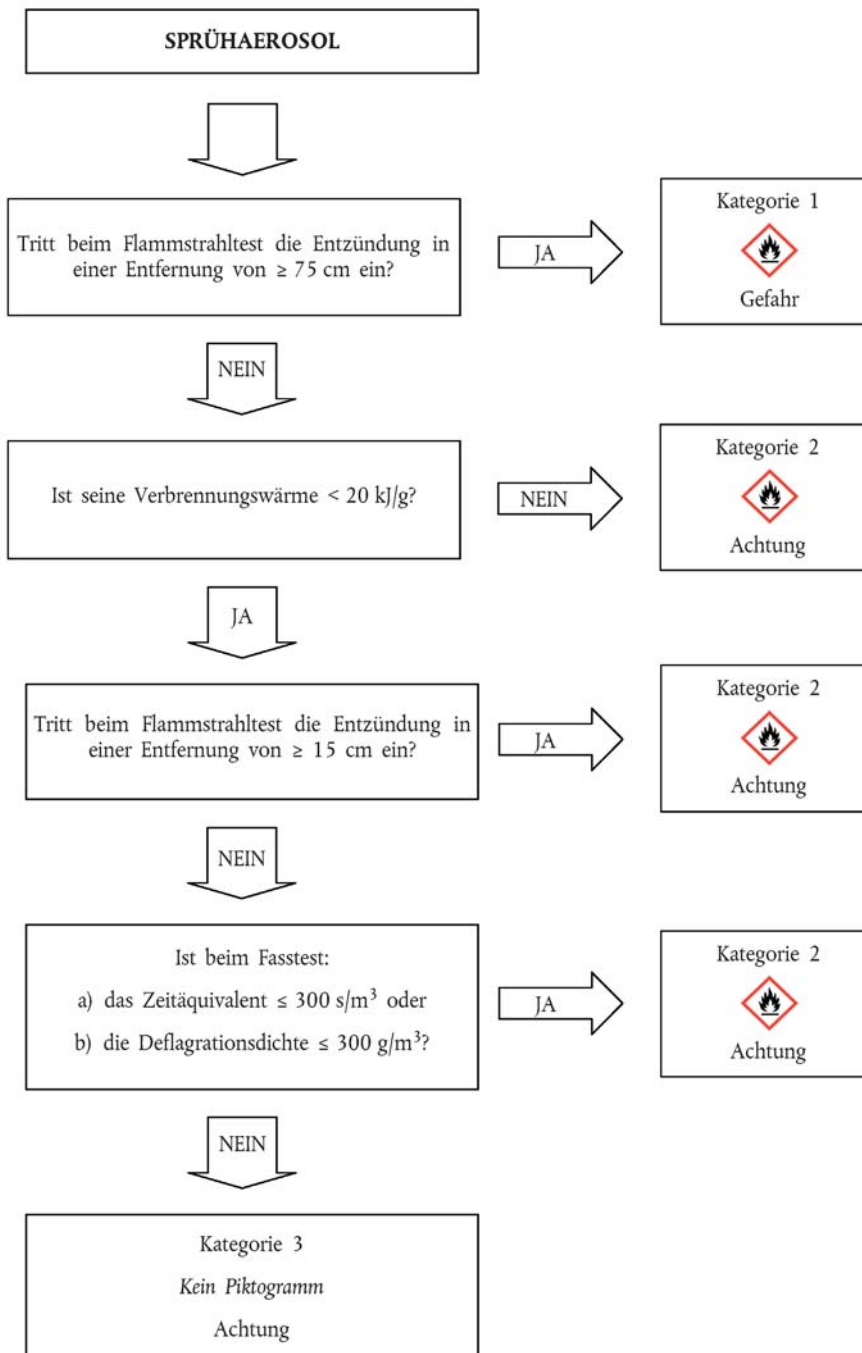 SPRÜHAEROSOL
Tritt beim Flammstrahltest die Entzündung in
einer Entfernung von ≥ 75 cm ein?
JA
Kategorie 1
Gefahr
NEIN
Ist seine Verbrennungswärme < 20 kJ/g?
NEIN
Kategorie 2
Achtung
JA
Tritt beim Flammstrahltest die Entzündung in
einer Entfernung von ≥ 15 cm ein?
JA
Kategorie 2
Achtung
NEIN
Ist beim Fasstest:
a) das Zeitäquivalent ≤ 300 s/m³ oder
b) die Deflagrationsdichte ≤ 300 g/m³?
JA
Kategorie 2
Achtung
NEIN
Kategorie 3
Kein Piktogramm
Achtung